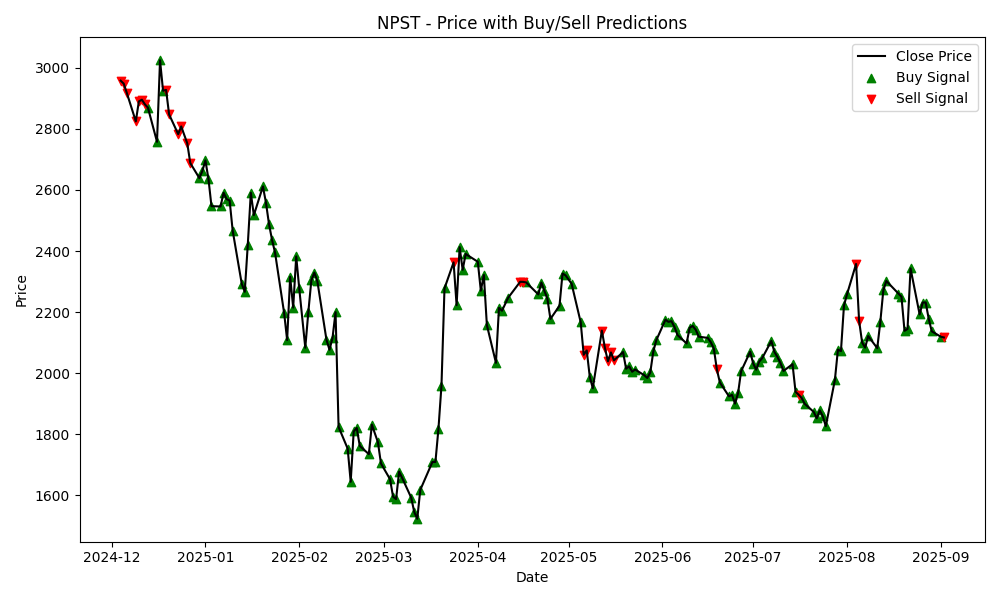 NPST - Price with Buy/Sell Predictions
Close Price
Buy Signal
Sell Signal
Price
3000
2800
2600
2400
2200
2000
1800
1600
2024-12 2025-01 2025-02 2025-03 2025-04 2025-05 2025-06 2025-07 2025-08 2025-09
Date